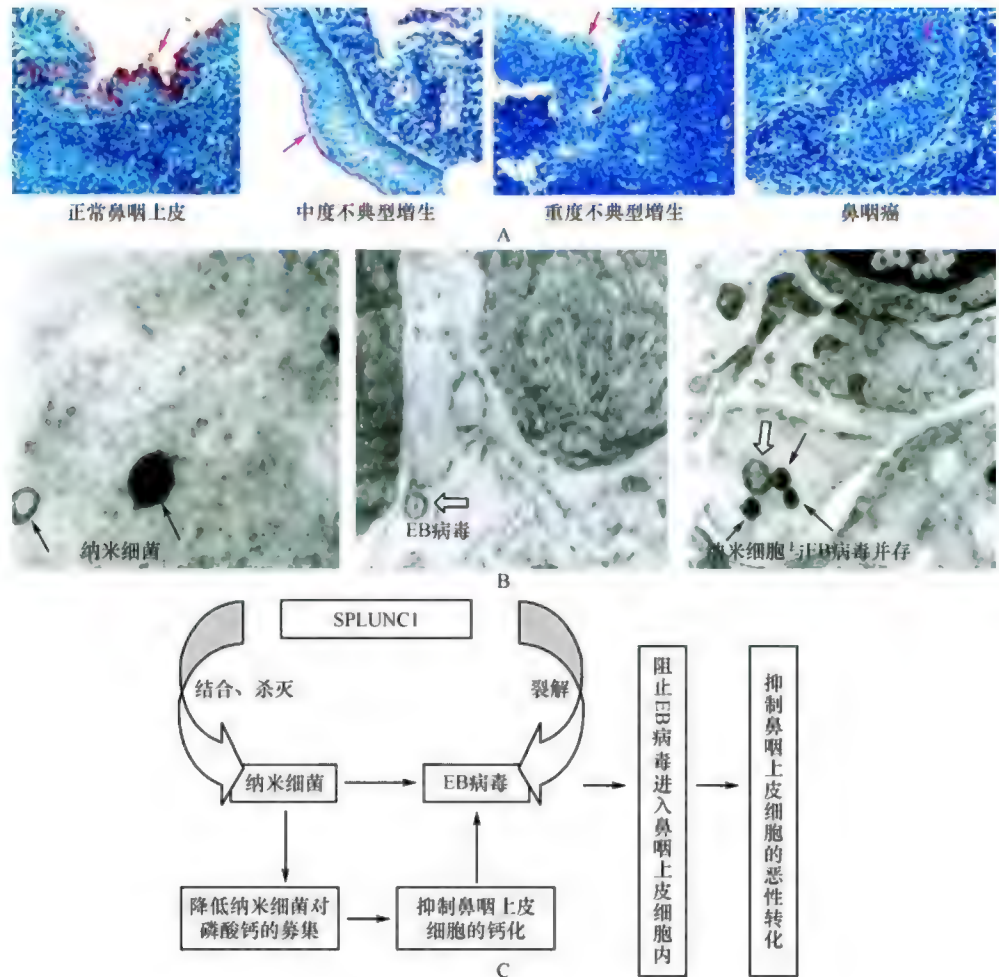 正常鼻咽上皮
中度不典型增生
重度不典型增生
鼻咽癌
A
纳米细菌
EB病毒
纳米细胞与EB病毒并存
B
SPLUNC1
结合、杀灭
裂解
纳米细菌
EB病毒
降低纳米细菌对
磷酸钙的募集
抑制鼻咽上皮
细胞的钙化
阻止EB病毒进入鼻咽上皮细胞内
抑制鼻咽上皮细胞的恶性转化
C